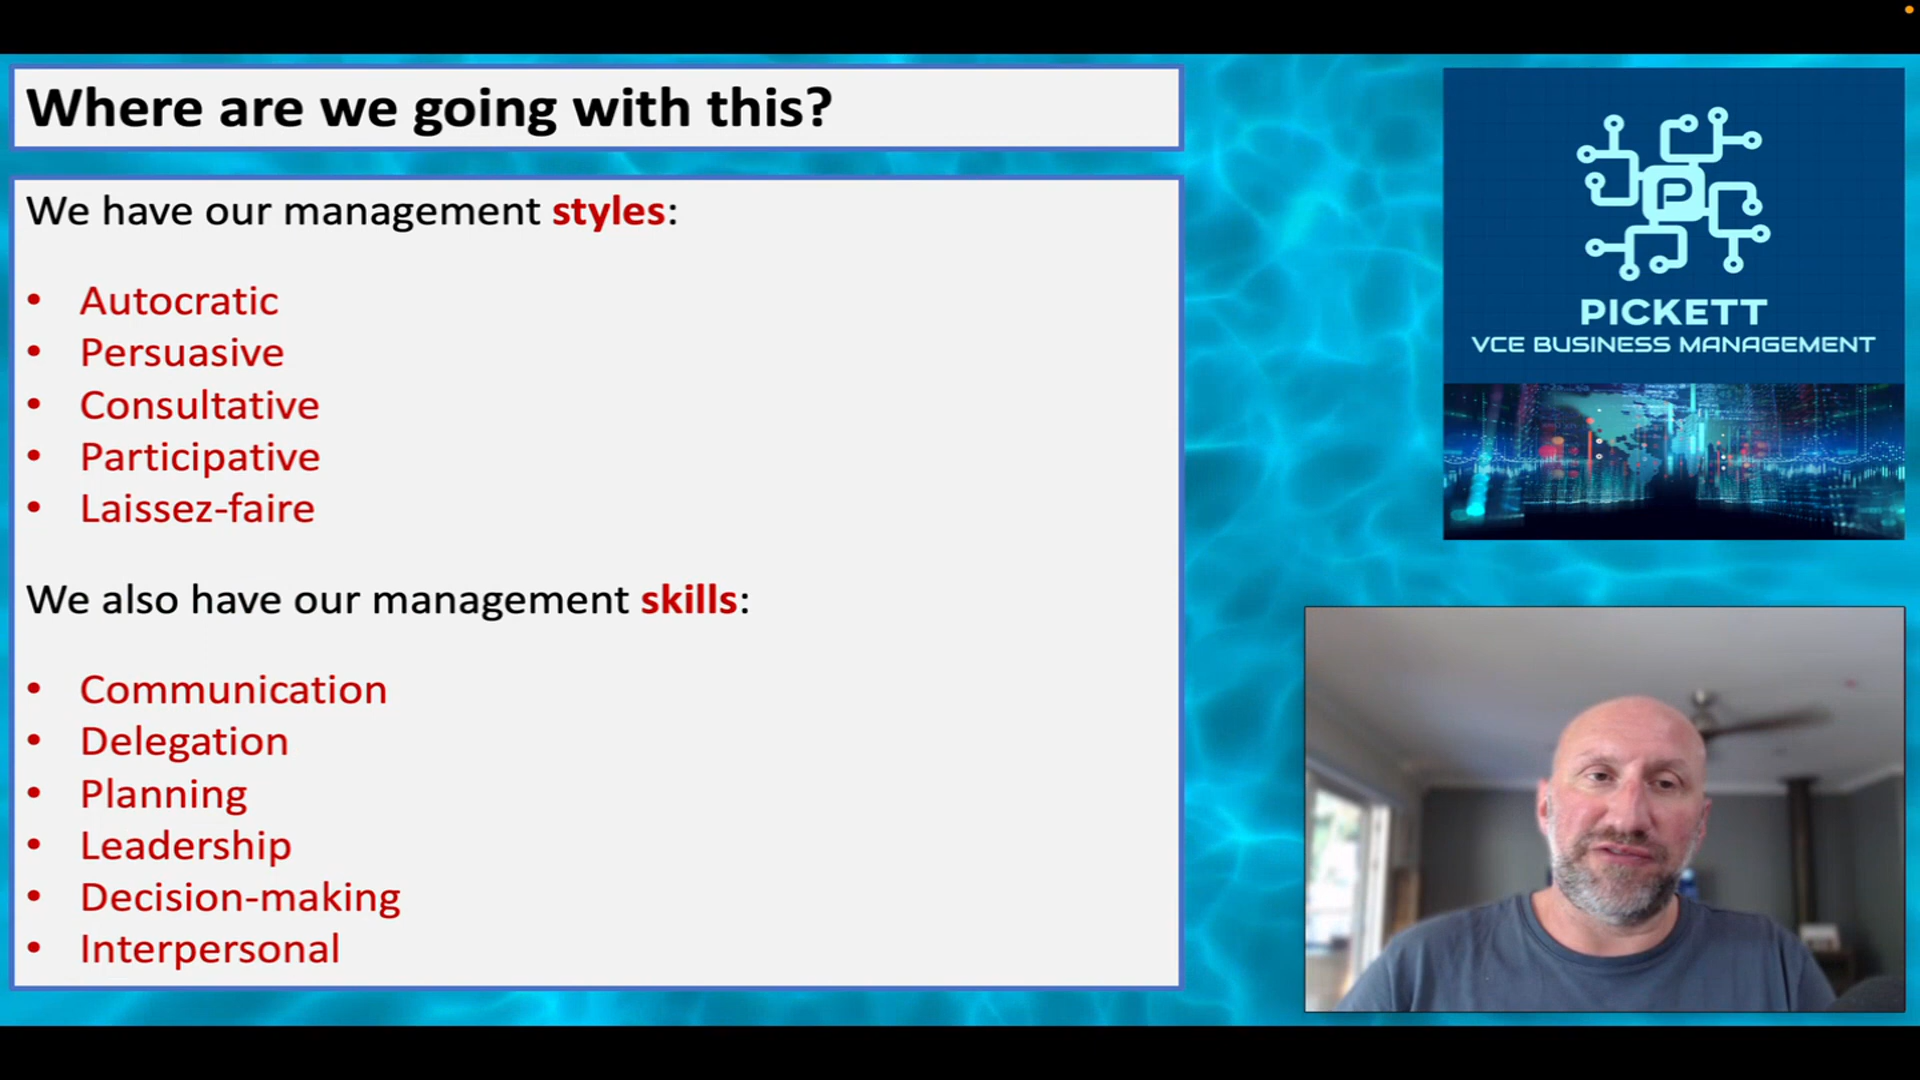 Where are we going with this?
We have our management styles:
• Autocratic
• Persuasive
• Consultative
• Participative
• Laissez-faire
We also have our management skills:
• Communication
• Delegation
• Planning
• Leadership
• Decision-making
• Interpersonal
P
PICKETT
VCE BUSINESS MANAGEMENT